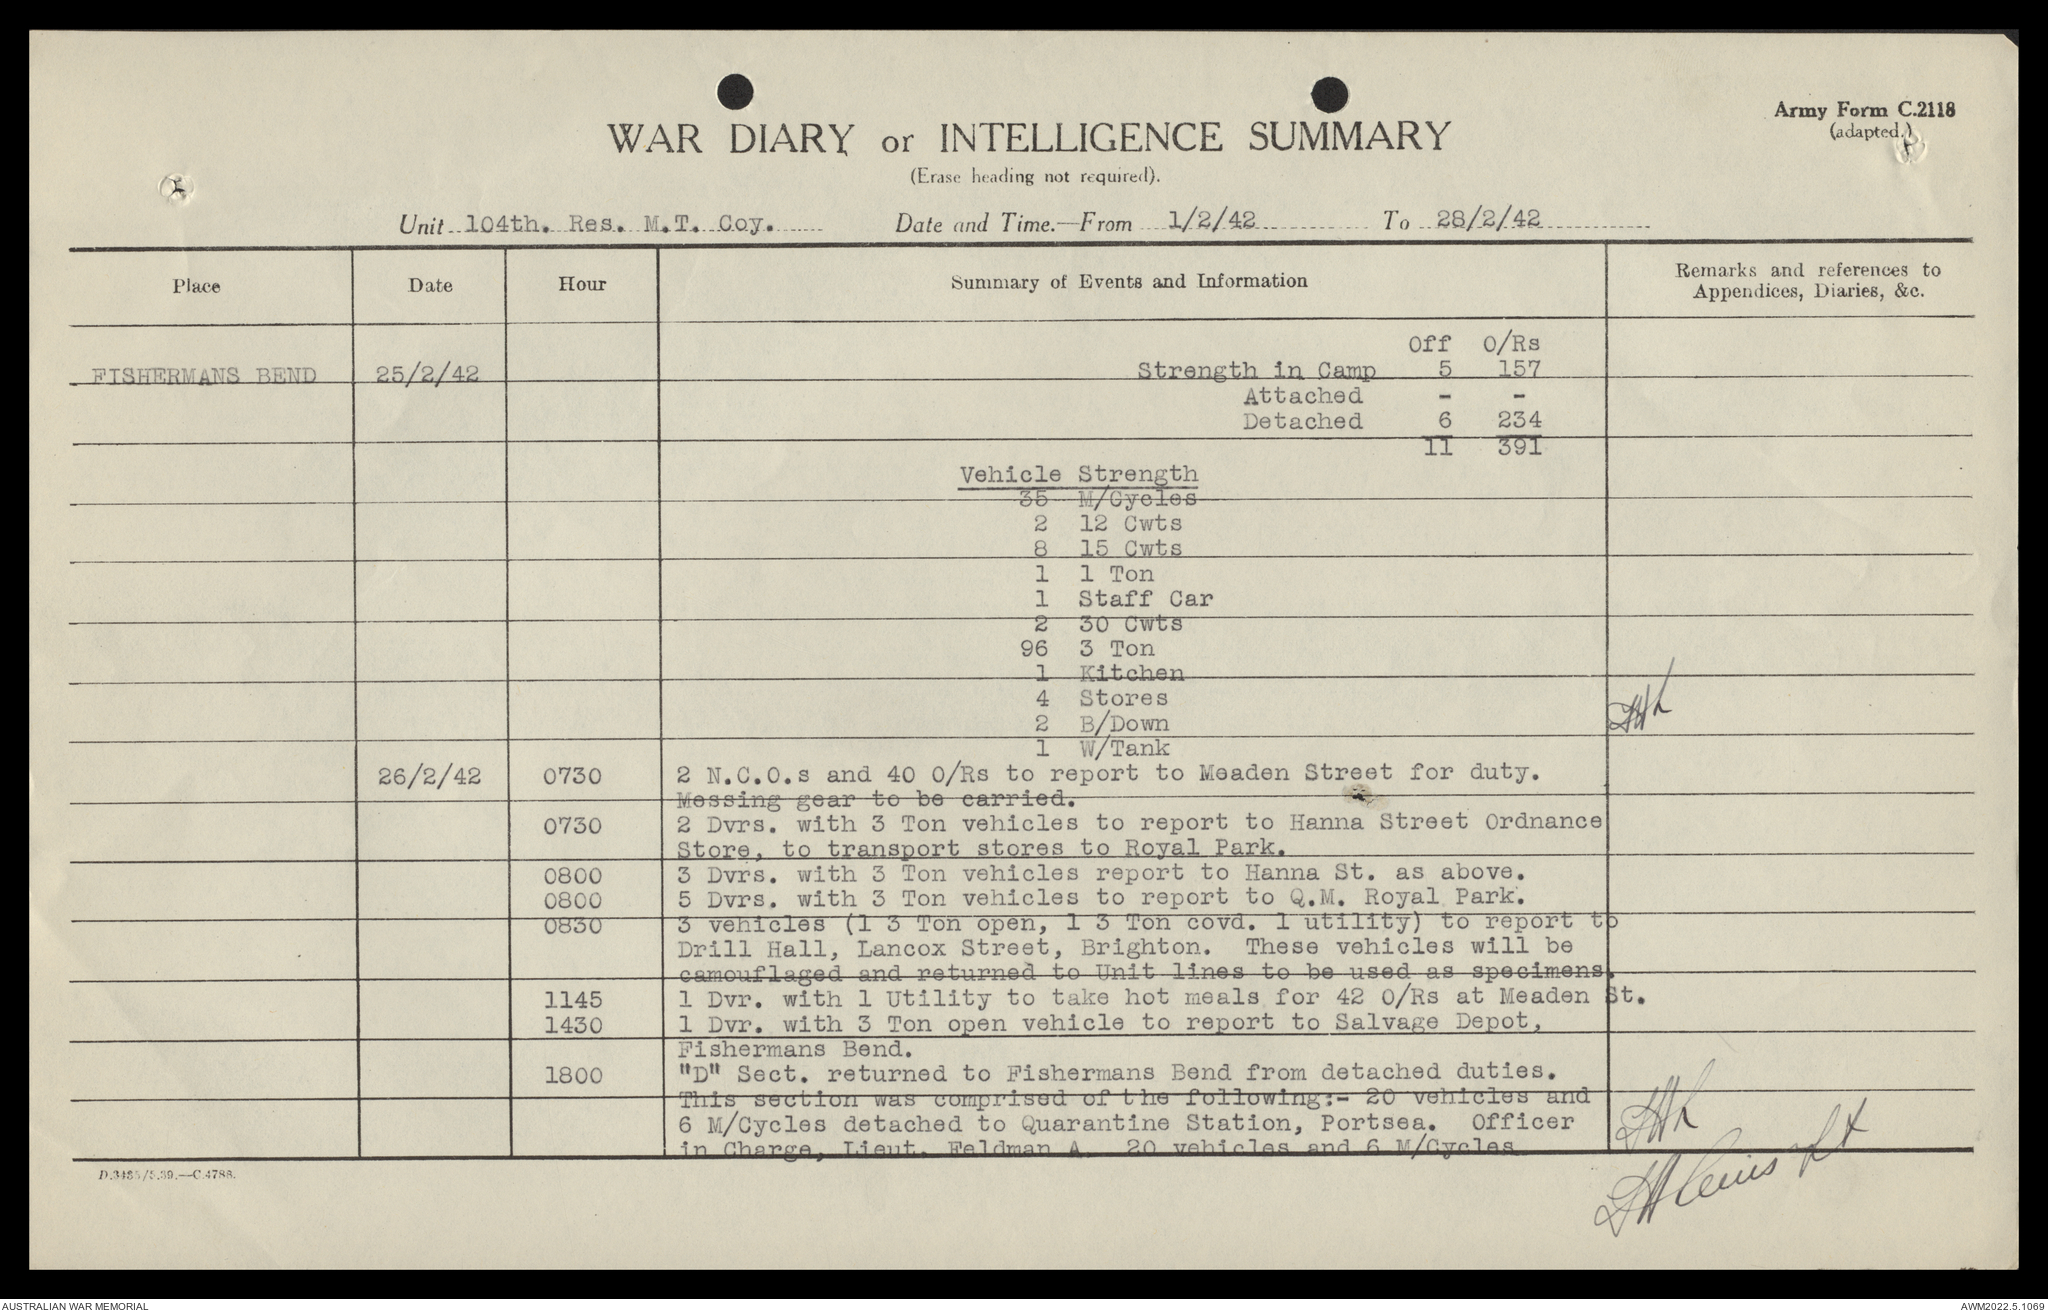 Army Form C.2118
(adapted.)
WAR DIARY or INTELLIGENCE SUMMARY
(Erase heading not required).
Unit 104th. Res. M.T. Coy. Date and Time.—From 1/2/42 To 28/2/42
Place Date Hour Summary of Events and Information Remarks and references to
Appendices, Diaries, &c.
Off O/Rs
FISHERMANS BEND 25/2/42 Strength in Camp 5 157
Attached - -
Detached 6 234
11 391
Vehicle Strength
35 M/Cycles
2 12 Cwts
8 15 Cwts
1 1 Ton
1 Staff Car
2 30 Cwts
96 3 Ton
1 Kitchen
4 Stores
2 B/Down
1 W/Tank
26/2/42 0730 2 N.C.O.s and 40 O/Rs to report to Meaden Street for duty.
Messing gear to be carried.
0730 2 Dvrs. with 3 Ton vehicles to report to Hanna Street Ordnance
Store, to transport stores to Royal Park.
0800 3 Dvrs. with 3 Ton vehicles report to Hanna St. as above.
0800 5 Dvrs. with 3 Ton vehicles to report to Q.M. Royal Park.
0830 3 vehicles (1 3 Ton open, 1 3 Ton covd. 1 utility) to report to
Drill Hall, Lancox Street, Brighton. These vehicles will be
camouflaged and returned to Unit lines to be used as specimens.
1145 1 Dvr. with 1 Utility to take hot meals for 42 O/Rs at Meaden St.
1430 1 Dvr. with 3 Ton open vehicle to report to Salvage Depot,
Fishermans Bend.
1800 "D" Sect. returned to Fishermans Bend from detached duties.
This section was comprised of the following:- 20 vehicles and
6 M/Cycles detached to Quarantine Station, Portsea. Officer
in Charge, Lieut. Feldman A. 20 vehicles and 6 M/Cycles
D.3435/5.39.—C.4788.
AUSTRALIAN WAR MEMORIAL AWM2022.5.1069